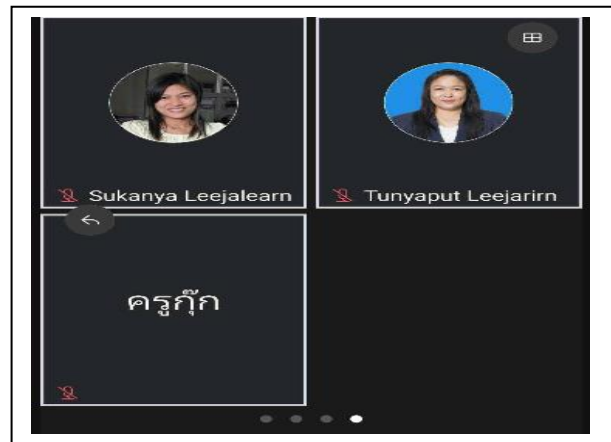 Sukanya Leejalearn
Tunyaput Leejarirn
ครูกุ๊ก